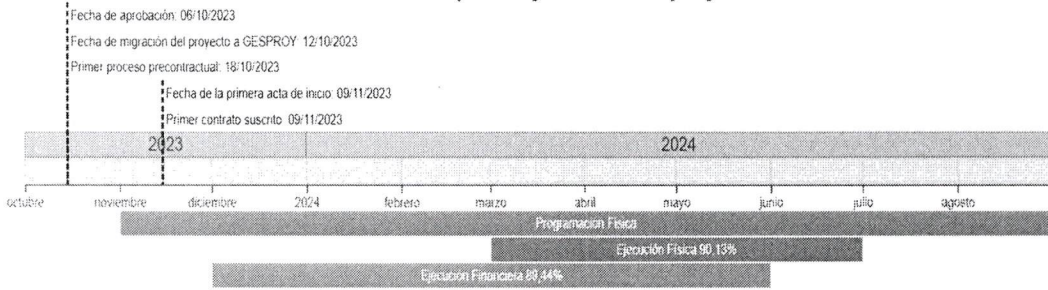 Fecha de aprobación: 06/10/2023
Fecha de migración del proyecto a GESPROY: 12/10/2023
Primer proceso precontractual: 18/10/2023
Fecha de la primera acta de inicio: 09/11/2023
Primer contrato suscrito: 09/11/2023
2023 2024
octubre noviembre diciembre 2024 febrero marzo abril mayo junio julio agosto
Programación Física
Ejecución Física 90,13%
Ejecución Financiera 89,44%